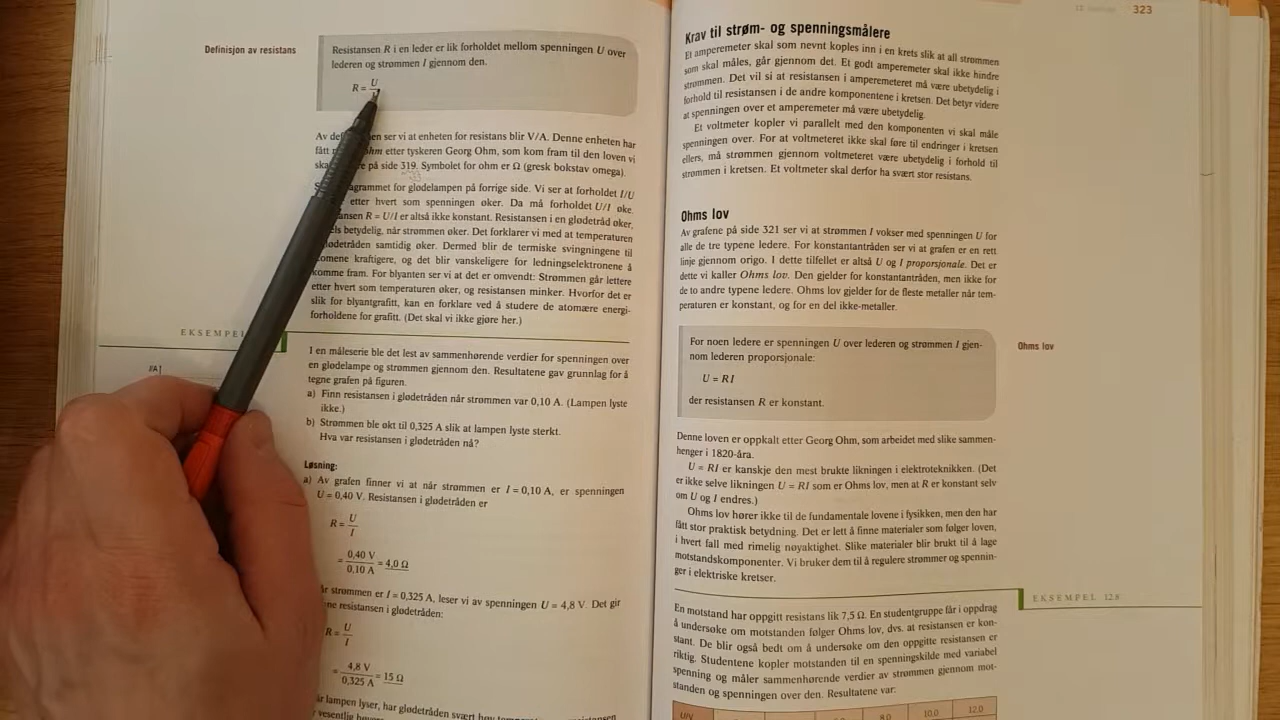 Definisjon av resistans
Resistansen R i en leder er lik forholdet mellom spenningen U over
lederen og strømmen I gjennom den.
R = U
Av def en ser vi at enheten for resistans blir V/A. Denne enheten har
fått ohm etter tyskeren Georg Ohm, som kom fram til den loven vi
ska på side 319. Symbolet for ohm er Ω (gresk bokstav omega).
agrammet for glødelampen på forrige side. Vi ser at forholdet I/U
etter hvert som spenningen øker. Da må forholdet U/I øke.
ansen R = U/I er altså ikke konstant. Resistansen i en glødetråd øker,
els betydelig, når strømmen øker. Det forklarer vi med at temperaturen
lødetråden samtidig øker. Dermed blir de termiske svingningene til
omene kraftigere, og det blir vanskeligere for ledningselektronene å
komme fram. For blyanten ser vi at det er omvendt: Strømmen går lettere
etter hvert som temperaturen øker, og resistansen minker. Hvorfor det er
slik for blyantgrafitt, kan en forklare ved å studere de atomære energi-
forholdene for grafitt. (Det skal vi ikke gjøre her.)
EKSEMPE
I/A
I en måleserie ble det lest av sammenhørende verdier for spenningen over
en glødelampe og strømmen gjennom den. Resultatene gav grunnlag for å
tegne grafen på figuren.
a) Finn resistansen i glødetråden når strømmen var 0,10 A. (Lampen lyste
ikke.)
b) Strømmen ble økt til 0,325 A slik at lampen lyste sterkt.
Hva var resistansen i glødetråden nå?
Løsning:
a) Av grafen finner vi at når strømmen er I = 0,10 A, er spenningen
U = 0,40 V. Resistansen i glødetråden er
R = U/I
= 0,40 V/0,10 A = 4,0 Ω
år strømmen er I = 0,325 A, leser vi av spenningen U = 4,8 V. Det gir
ne resistansen i glødetråden:
R = U/I
= 4,8 V/0,325 A = 15 Ω
år lampen lyser, har glødetråden svært høy
323
Krav til strøm- og spenningsmålere
Et amperemeter skal som nevnt koples inn i en krets slik at all strømmen
som skal måles, går gjennom det. Et godt amperemeter skal ikke hindre
strømmen. Det vil si at resistansen i amperemeteret må være ubetydelig i
forhold til resistansen i de andre komponentene i kretsen. Det betyr videre
at spenningen over et amperemeter må være ubetydelig.
Et voltmeter kopler vi parallelt med den komponenten vi skal måle
spenningen over. For at voltmeteret ikke skal føre til endringer i kretsen
ellers, må strømmen gjennom voltmeteret være ubetydelig i forhold til
strømmen i kretsen. Et voltmeter skal derfor ha svært stor resistans.
Ohms lov
Av grafene på side 321 ser vi at strømmen I vokser med spenningen U for
alle de tre typene ledere. For konstantantråden ser vi at grafen er en rett
linje gjennom origo. I dette tilfellet er altså U og I proporsjonale. Det er
dette vi kaller Ohms lov. Den gjelder for konstantantråden, men ikke for
de to andre typene ledere. Ohms lov gjelder for de fleste metaller når tem-
peraturen er konstant, og for en del ikke-metaller.
For noen ledere er spenningen U over lederen og strømmen I gjen-
nom lederen proporsjonale:
U = RI
der resistansen R er konstant.
Ohms lov
Denne loven er oppkalt etter Georg Ohm, som arbeidet med slike sammen-
henger i 1820-åra.
U = RI er kanskje den mest brukte likningen i elektroteknikken. (Det
er ikke selve likningen U = RI som er Ohms lov, men at R er konstant selv
om U og I endres.)
Ohms lov hører ikke til de fundamentale lovene i fysikken, men den har
fått stor praktisk betydning. Det er lett å finne materialer som følger loven,
i hvert fall med rimelig nøyaktighet. Slike materialer blir brukt til å lage
motstandskomponenter. Vi bruker dem til å regulere strømmer og spennin-
ger i elektriske kretser.
EKSEMPEL 12.8
En motstand har oppgitt resistans lik 7,5 Ω. En studentgruppe får i oppdrag
å undersøke om motstanden følger Ohms lov, dvs. at resistansen er kon-
stant. De blir også bedt om å undersøke om den oppgitte resistansen er
riktig. Studentene kopler motstanden til en spenningskilde med variabel
spenning og måler sammenhørende verdier av strømmen gjennom mot-
standen og spenningen over den. Resultatene var:
U/V 8,0 10,0 12,0